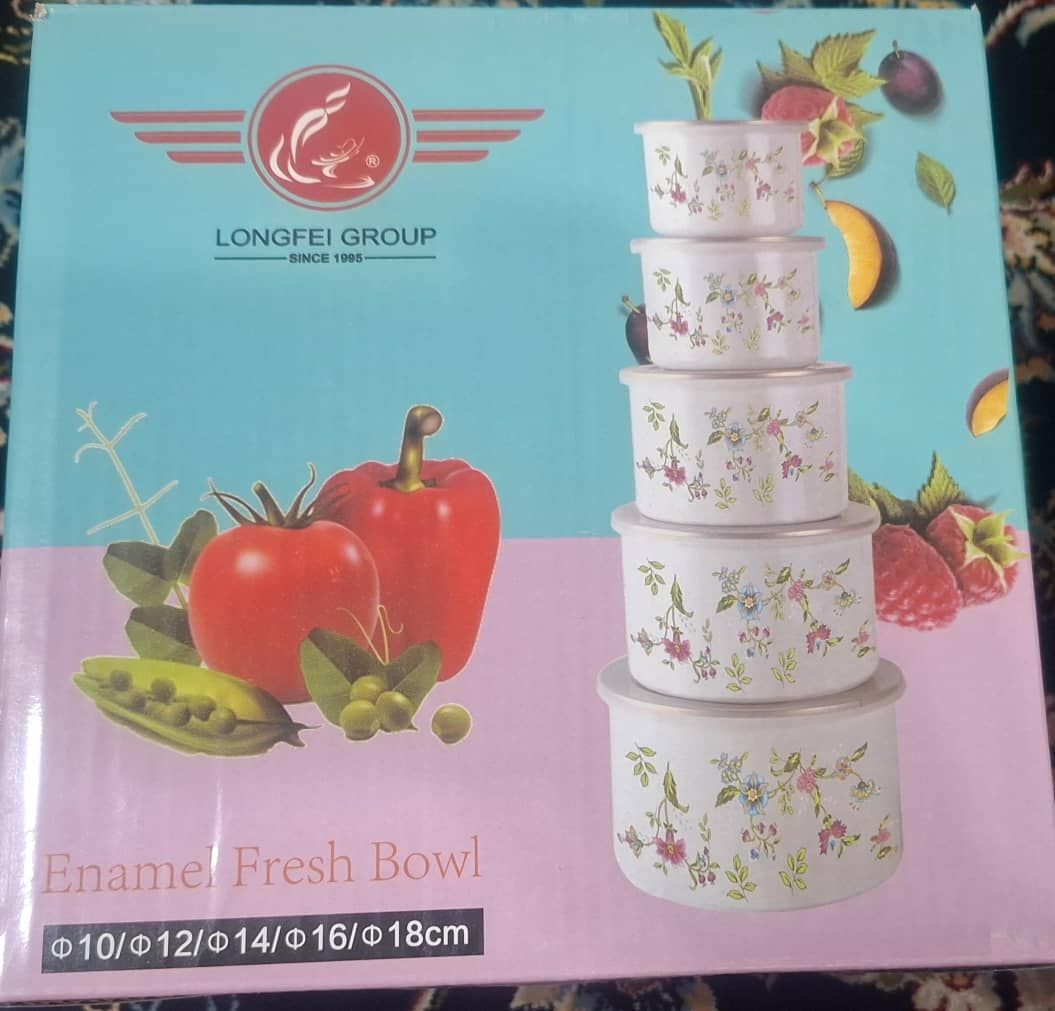 ®
LONGFEI GROUP
SINCE 1995
Enamel Fresh Bowl
Φ10/Φ12/Φ14/Φ16/Φ18cm